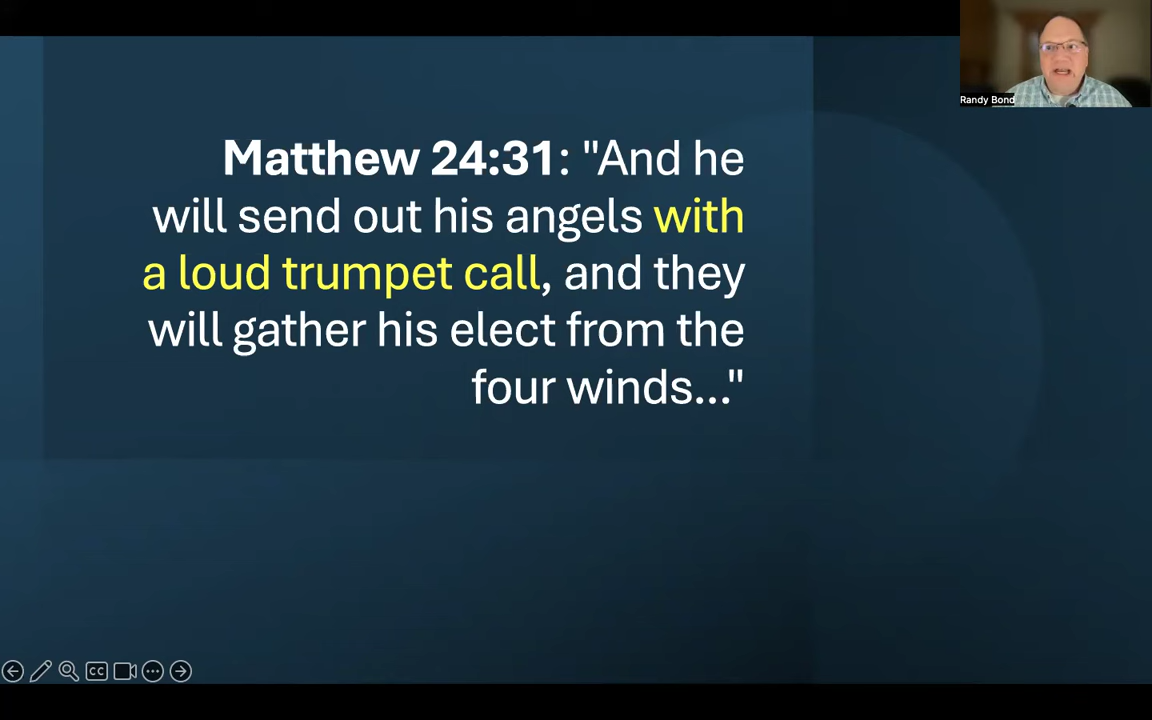 Matthew 24:31: "And he
will send out his angels with
a loud trumpet call, and they
will gather his elect from the
four winds..."
Randy Bond
CC